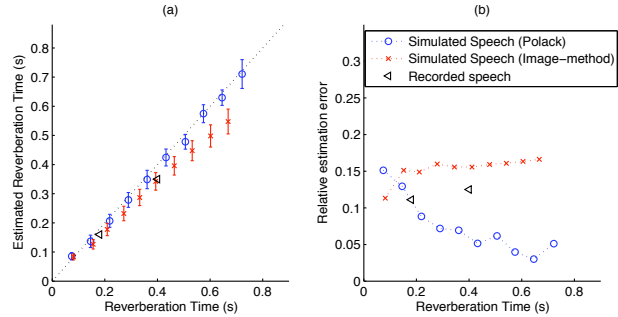 (a)
Estimated Reverberation Time (s)
0.8
0.7
0.6
0.5
0.4
0.3
0.2
0.1
0
0
0.2
0.4
0.6
0.8
Reverberation Time (s)
(b)
Simulated Speech (Polack)
Simulated Speech (Image−method)
Recorded speech
Relative estimation error
0.3
0.25
0.2
0.15
0.1
0.05
0
0
0.2
0.4
0.6
0.8
Reverberation Time (s)